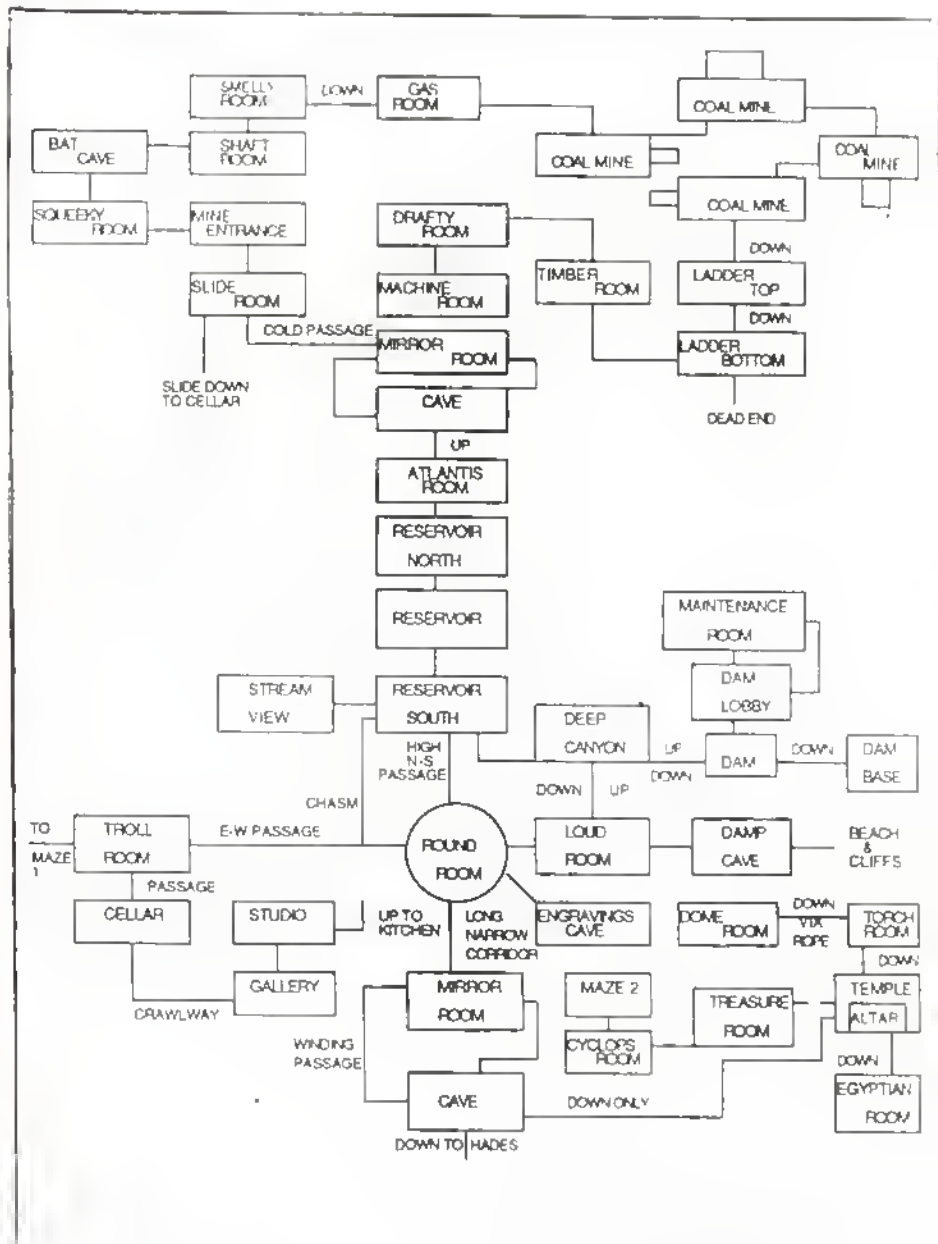 SMELLY
ROOM
DOWN
GAS
ROOM
COAL MINE
BAT
CAVE
SHAFT
ROOM
COAL MINE
COAL
MINE
SQUEEKY
ROOM
MINE
ENTRANCE
DRAFTY
ROOM
COAL MINE
DOWN
SLIDE
ROOM
MACHINE
ROOM
TIMBER
ROOM
LADDER
TOP
DOWN
COLD PASSAGE
MIRROR
ROOM
LADDER
BOTTOM
SLIDE DOWN
TO CELLAR
CAVE
DEAD END
UP
ATLANTIS
ROOM
RESERVOIR
NORTH
RESERVOIR
MAINTENANCE
ROOM
STREAM
VIEW
RESERVOIR
SOUTH
DAM
LOBBY
DEEP
CANYON
HIGH
N-S
PASSAGE
UP
DOWN
DAM
DOWN
DAM
BASE
DOWN
UP
CHASM
TO
MAZE
1
TROLL
ROOM
E-W PASSAGE
ROUND
ROOM
LOUD
ROOM
DAMP
CAVE
BEACH
&
CLIFFS
PASSAGE
CELLAR
STUDIO
UP TO
KITCHEN
LONG
NARROW
CORRIDOR
ENGRAVINGS
CAVE
DOME
ROOM
DOWN
VIA
ROPE
TORCH
ROOM
DOWN
CRAWLWAY
GALLERY
MIRROR
ROOM
MAZE 2
TREASURE
ROOM
TEMPLE
ALTAR
WINDING
PASSAGE
CYCLOPS
ROOM
DOWN
CAVE
DOWN ONLY
EGYPTIAN
ROOM
DOWN TO HADES